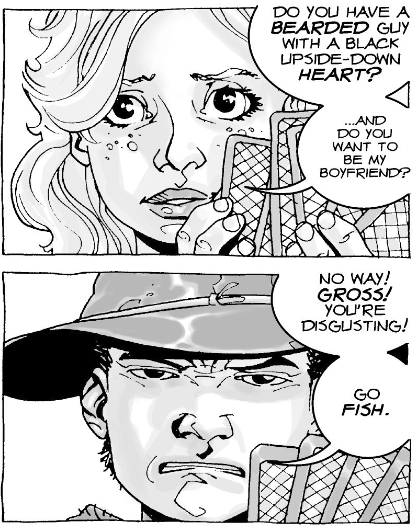 DO YOU HAVE A
BEARDED GUY
WITH A BLACK
UPSIDE-DOWN
HEART?
...AND
DO YOU
WANT TO
BE MY
BOYFRIEND?
NO WAY!
GROSS!
YOU'RE
DISGUSTING!
GO
FISH.